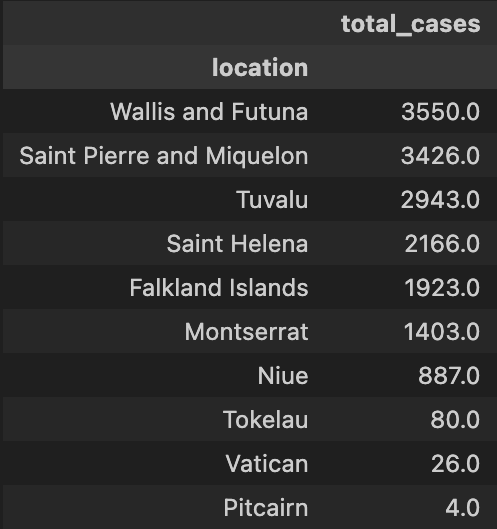 total_cases
location
Wallis and Futuna 3550.0
Saint Pierre and Miquelon 3426.0
Tuvalu 2943.0
Saint Helena 2166.0
Falkland Islands 1923.0
Montserrat 1403.0
Niue 887.0
Tokelau 80.0
Vatican 26.0
Pitcairn 4.0